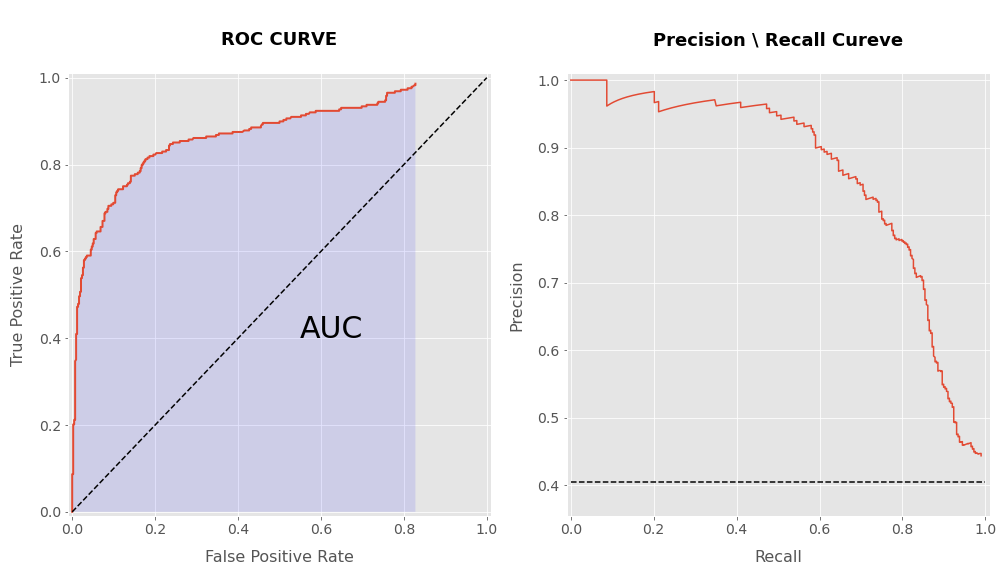 ROC CURVE
1.0
0.8
0.6
0.4
0.2
0.0
True Positive Rate
AUC
0.0 0.2 0.4 0.6 0.8 1.0
False Positive Rate
Precision \ Recall Cureve
1.0
0.9
0.8
0.7
0.6
0.5
0.4
Precision
0.0 0.2 0.4 0.6 0.8 1.0
Recall